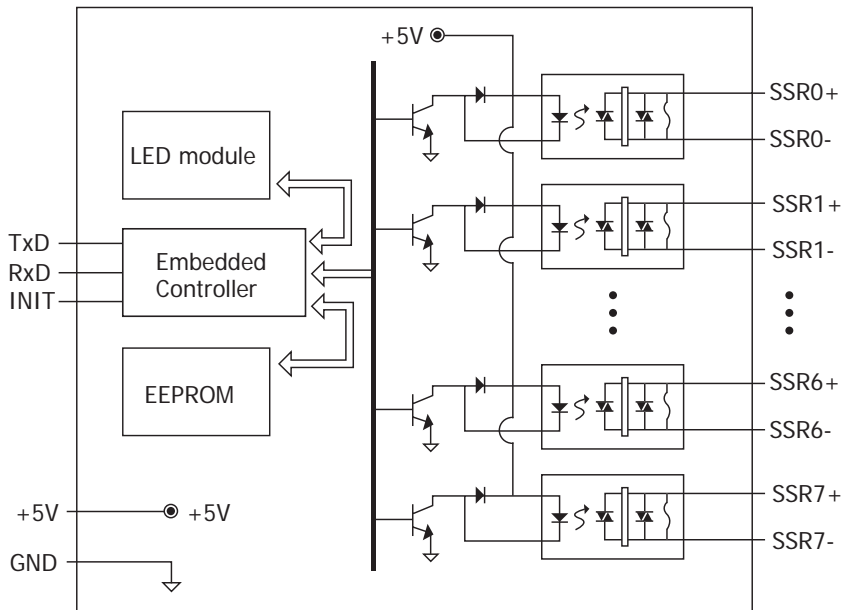 +5V
SSR0+
LED module
SSR0-
SSR1+
TxD
Embedded
Controller
SSR1-
RxD
INIT
EEPROM
SSR6+
SSR6-
+5V
+5V
SSR7+
GND
SSR7-